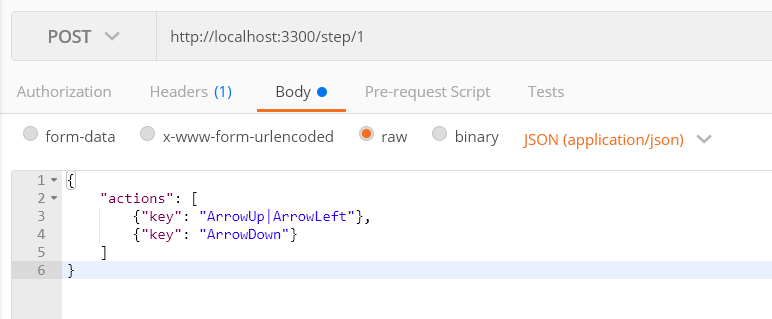 POST http://localhost:3300/step/1
Authorization Headers (1) Body Pre-request Script Tests
form-data x-www-form-urlencoded raw binary JSON (application/json)
1 {
2 "actions": [
3 {"key": "ArrowUp|ArrowLeft"},
4 {"key": "ArrowDown"}
5 ]
6 }